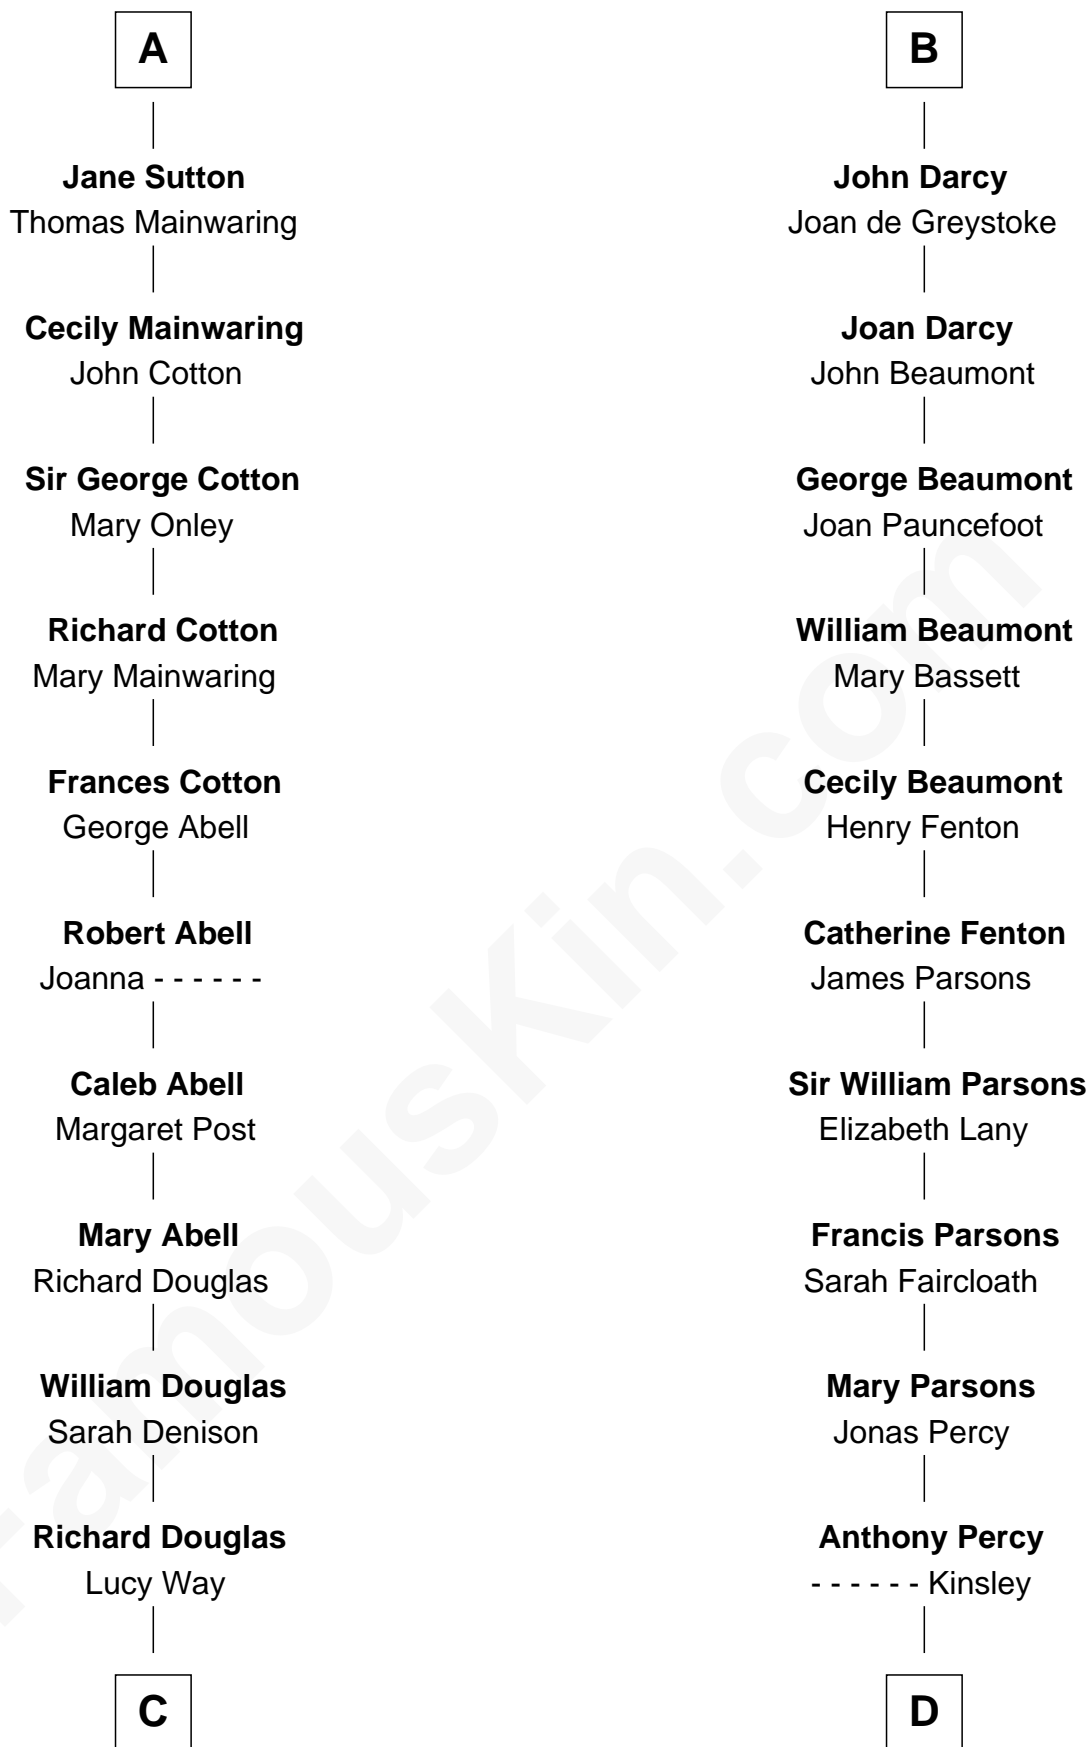 A
Jane Sutton
Thomas Mainwaring
Cecily Mainwaring
John Cotton
Sir George Cotton
Mary Onley
Richard Cotton
Mary Mainwaring
Frances Cotton
George Abell
Robert Abell
Joanna - - - - - -
Caleb Abell
Margaret Post
Mary Abell
Richard Douglas
William Douglas
Sarah Denison
Richard Douglas
Lucy Way
C
B
John Darcy
Joan de Greystoke
Joan Darcy
John Beaumont
George Beaumont
Joan Pauncefoot
William Beaumont
Mary Bassett
Cecily Beaumont
Henry Fenton
Catherine Fenton
James Parsons
Sir William Parsons
Elizabeth Lany
Francis Parsons
Sarah Faircloath
Mary Parsons
Jonas Percy
Anthony Percy
- - - - - - Kinsley
D
FamousKin.com